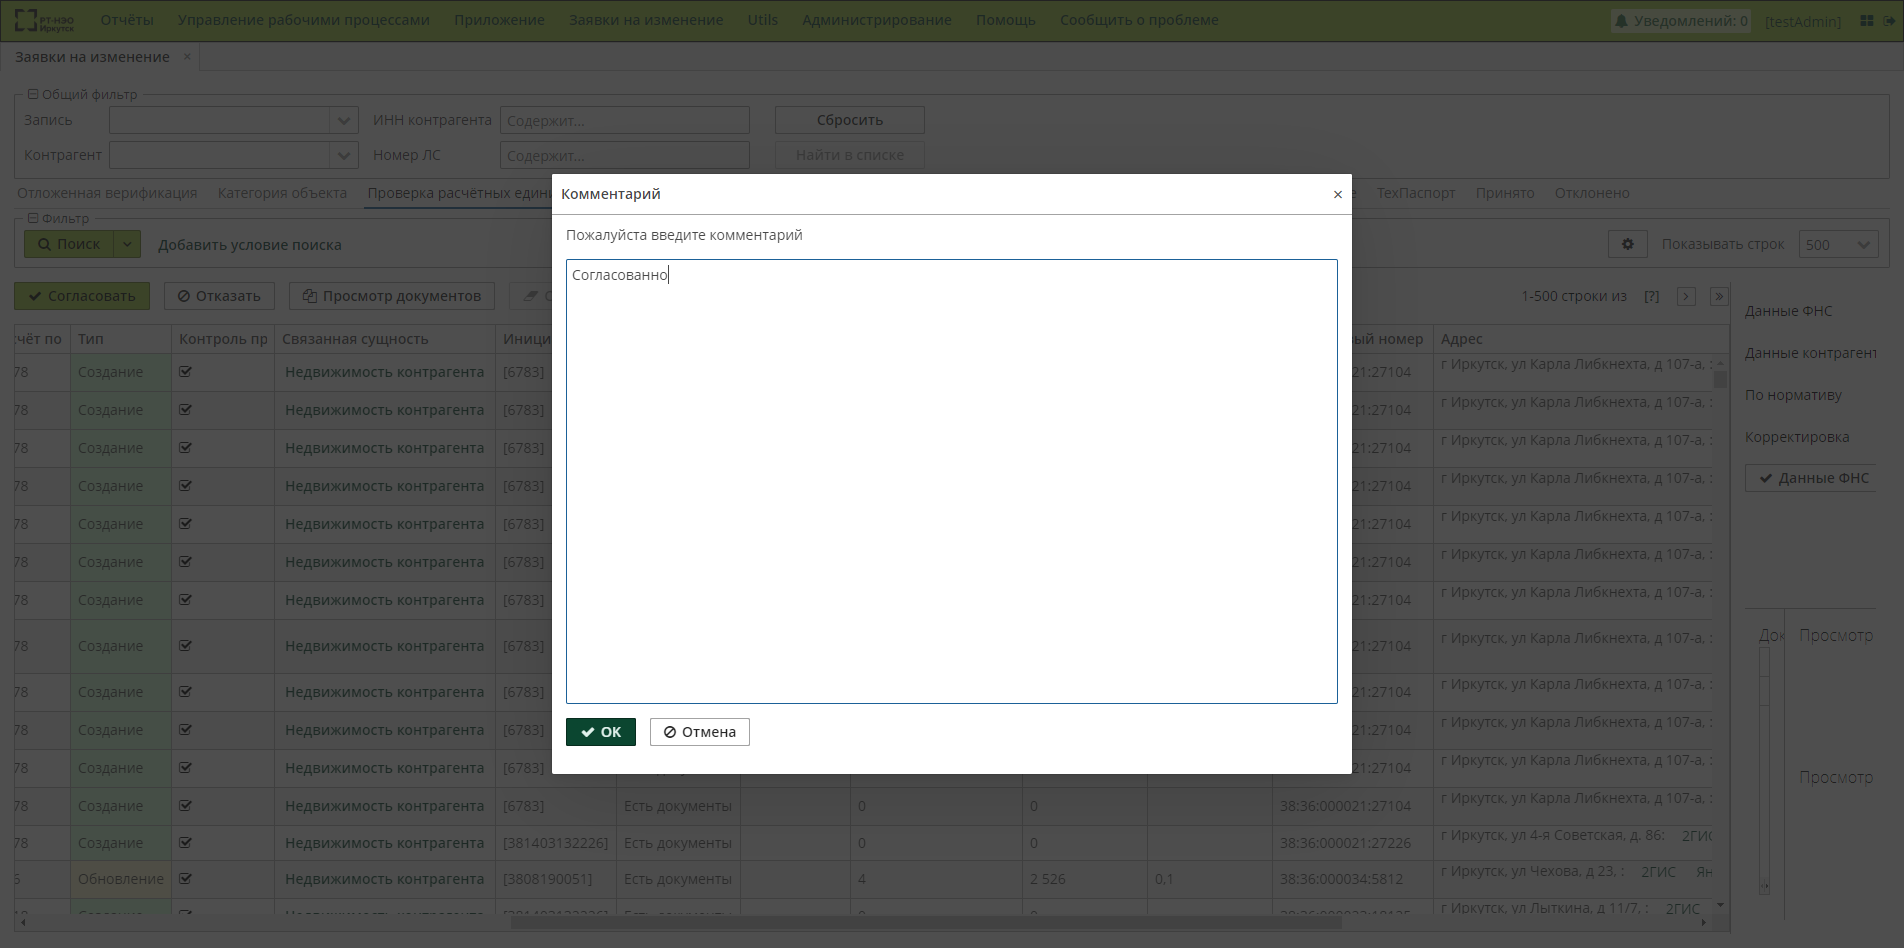 РТ-НЭО Иркутск
Отчёты Управление рабочими процессами Приложение Заявки на изменение Utils Администрирование Помощь Сообщить о проблеме Уведомлений: 0 [testAdmin]
Заявки на изменение ×
Общий фильтр
Запись ИНН контрагента Содержит... Сбросить
Контрагент Номер ЛС Содержит... Найти в списке
Отложенная верификация Категория объекта Проверка расчётных един ТехПаспорт Принято Отклонено
Фильтр
Поиск Добавить условие поиска Показывать строк 500
Согласовать Отказать Просмотр документов 1-500 строки из [?]
Комментарий ×
Пожалуйста введите комментарий
Согласованно
OK Отмена
чёт по Тип Контроль пр Связанная сущность Иници ый номер Адрес
78 Создание Недвижимость контрагента [6783] 21:27104 г Иркутск, ул Карла Либкнехта, д 107-а, :
78 Создание Недвижимость контрагента [6783] 21:27104 г Иркутск, ул Карла Либкнехта, д 107-а, :
78 Создание Недвижимость контрагента [6783] 21:27104 г Иркутск, ул Карла Либкнехта, д 107-а, :
78 Создание Недвижимость контрагента [6783] 21:27104 г Иркутск, ул Карла Либкнехта, д 107-а, :
78 Создание Недвижимость контрагента [6783] 21:27104 г Иркутск, ул Карла Либкнехта, д 107-а, :
78 Создание Недвижимость контрагента [6783] 21:27104 г Иркутск, ул Карла Либкнехта, д 107-а, :
78 Создание Недвижимость контрагента [6783] 21:27104 г Иркутск, ул Карла Либкнехта, д 107-а, :
78 Создание Недвижимость контрагента [6783] 21:27104 г Иркутск, ул Карла Либкнехта, д 107-а, :
78 Создание Недвижимость контрагента [6783] 21:27104 г Иркутск, ул Карла Либкнехта, д 107-а, :
78 Создание Недвижимость контрагента [6783] 21:27104 г Иркутск, ул Карла Либкнехта, д 107-а, :
78 Создание Недвижимость контрагента [6783] 21:27104 г Иркутск, ул Карла Либкнехта, д 107-а, :
78 Создание Недвижимость контрагента [6783] Есть документы 0 0 38:36:000021:27104 г Иркутск, ул Карла Либкнехта, д 107-а, :
78 Создание Недвижимость контрагента [381403132226] Есть документы 0 0 38:36:000021:27226 г Иркутск, ул 4-я Советская, д. 86: 2ГИС
Обновление Недвижимость контрагента [3808190051] Есть документы 4 2 526 0,1 38:36:000034:5812 г Иркутск, ул Чехова, д 23, : 2ГИС Ян
г Иркутск, ул Лыткина, д 11/7, : 2ГИС
Данные ФНС
Данные контрагент
По нормативу
Корректировка
Данные ФНС
Док Просмотр
Просмотр